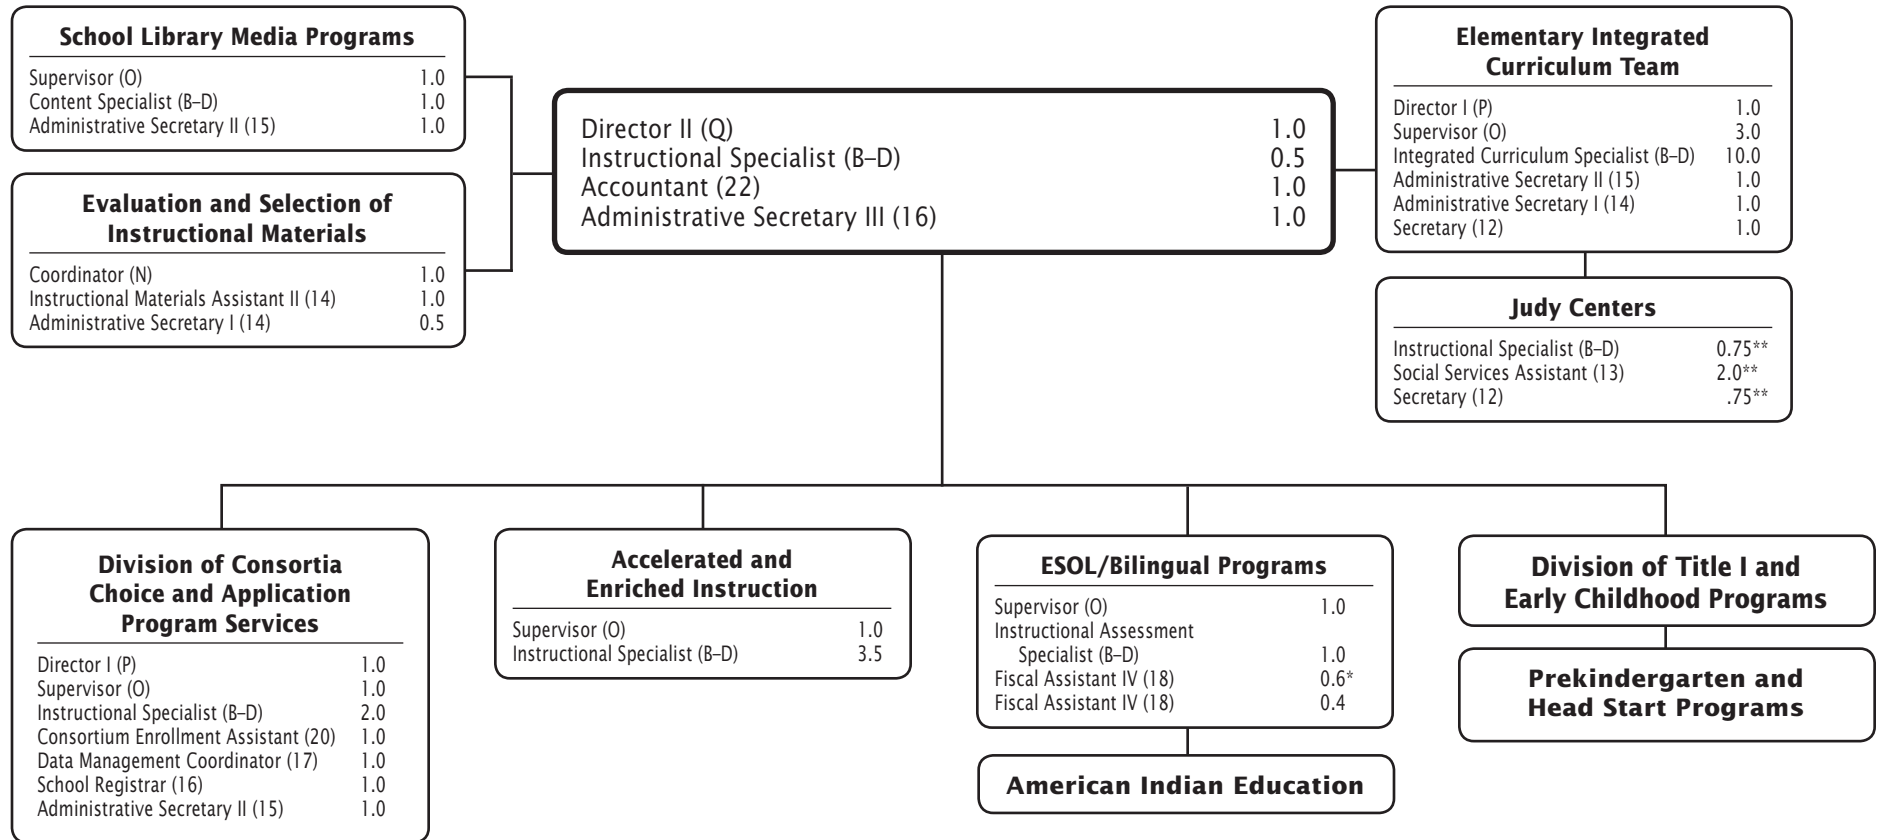 School Library Media Programs
Supervisor (O) 1.0
Content Specialist (B–D) 1.0
Administrative Secretary II (15) 1.0
Evaluation and Selection of
Instructional Materials
Coordinator (N) 1.0
Instructional Materials Assistant II (14) 1.0
Administrative Secretary I (14) 0.5
Director II (Q) 1.0
Instructional Specialist (B–D) 0.5
Accountant (22) 1.0
Administrative Secretary III (16) 1.0
Elementary Integrated
Curriculum Team
Director I (P) 1.0
Supervisor (O) 3.0
Integrated Curriculum Specialist (B–D) 10.0
Administrative Secretary II (15) 1.0
Administrative Secretary I (14) 1.0
Secretary (12) 1.0
Judy Centers
Instructional Specialist (B–D) 0.75**
Social Services Assistant (13) 2.0**
Secretary (12) .75**
Division of Consortia
Choice and Application
Program Services
Director I (P) 1.0
Supervisor (O) 1.0
Instructional Specialist (B–D) 2.0
Consortium Enrollment Assistant (20) 1.0
Data Management Coordinator (17) 1.0
School Registrar (16) 1.0
Administrative Secretary II (15) 1.0
Accelerated and
Enriched Instruction
Supervisor (O) 1.0
Instructional Specialist (B–D) 3.5
ESOL/Bilingual Programs
Supervisor (O) 1.0
Instructional Assessment
Specialist (B–D) 1.0
Fiscal Assistant IV (18) 0.6*
Fiscal Assistant IV (18) 0.4
American Indian Education
Division of Title I and
Early Childhood Programs
Prekindergarten and
Head Start Programs